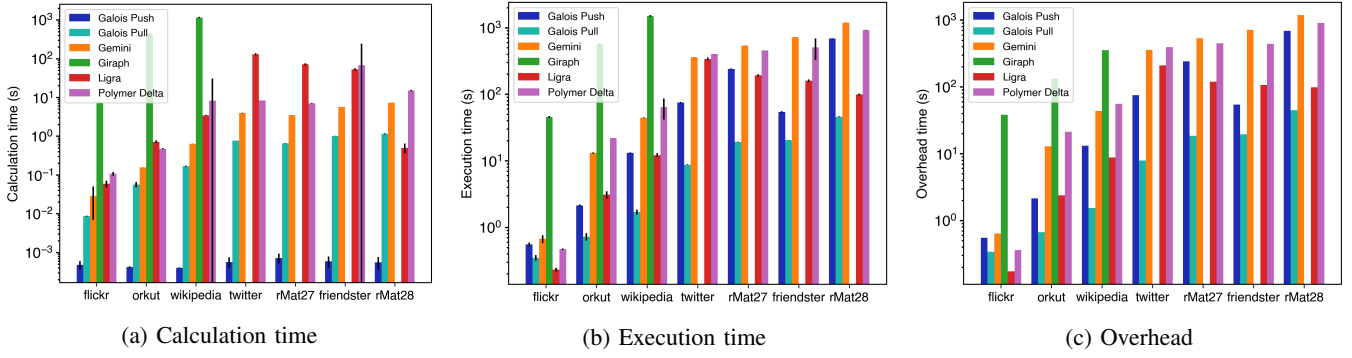 Calculation time (s)
10³
10²
10¹
10⁰
10⁻¹
10⁻²
10⁻³
Galois Push
Galois Pull
Gemini
Giraph
Ligra
Polymer Delta
flickr orkut wikipedia twitter rMat27 friendster rMat28
(a) Calculation time
Execution time (s)
10³
10²
10¹
10⁰
Galois Push
Galois Pull
Gemini
Giraph
Ligra
Polymer Delta
flickr orkut wikipedia twitter rMat27 friendster rMat28
(b) Execution time
Overhead time (s)
10³
10²
10¹
10⁰
Galois Push
Galois Pull
Gemini
Giraph
Ligra
Polymer Delta
flickr orkut wikipedia twitter rMat27 friendster rMat28
(c) Overhead